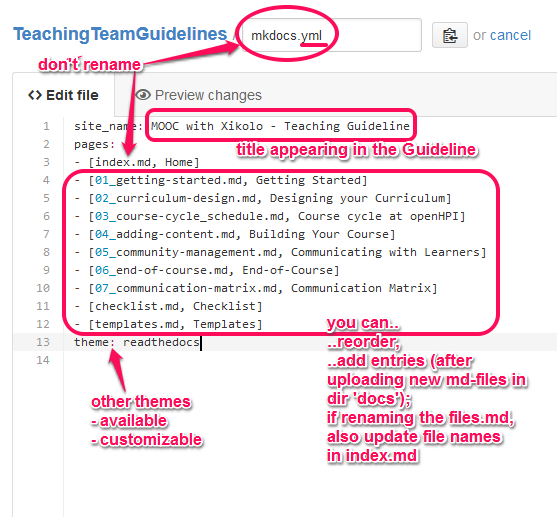 TeachingTeamGuidelines / mkdocs.yml or cancel
don't rename
Edit file Preview changes
1 site_name: MOOC with Xikolo - Teaching Guideline
title appearing in the Guideline
2 pages:
3 - [index.md, Home]
4 - [01_getting-started.md, Getting Started]
5 - [02_curriculum-design.md, Designing your Curriculum]
6 - [03_course-cycle_schedule.md, Course cycle at openHPI]
7 - [04_adding-content.md, Building Your Course]
8 - [05_community-management.md, Communicating with Learners]
9 - [06_end-of-course.md, End-of-Course]
10 - [07_communication-matrix.md, Communication Matrix]
11 - [checklist.md, Checklist]
12 - [templates.md, Templates]
13 theme: readthedocs
14
other themes
- available
- customizable
you can..
..reorder,
..add entries (after
uploading new md-files in
dir 'docs');
if renaming the files.md,
also update file names
in index.md